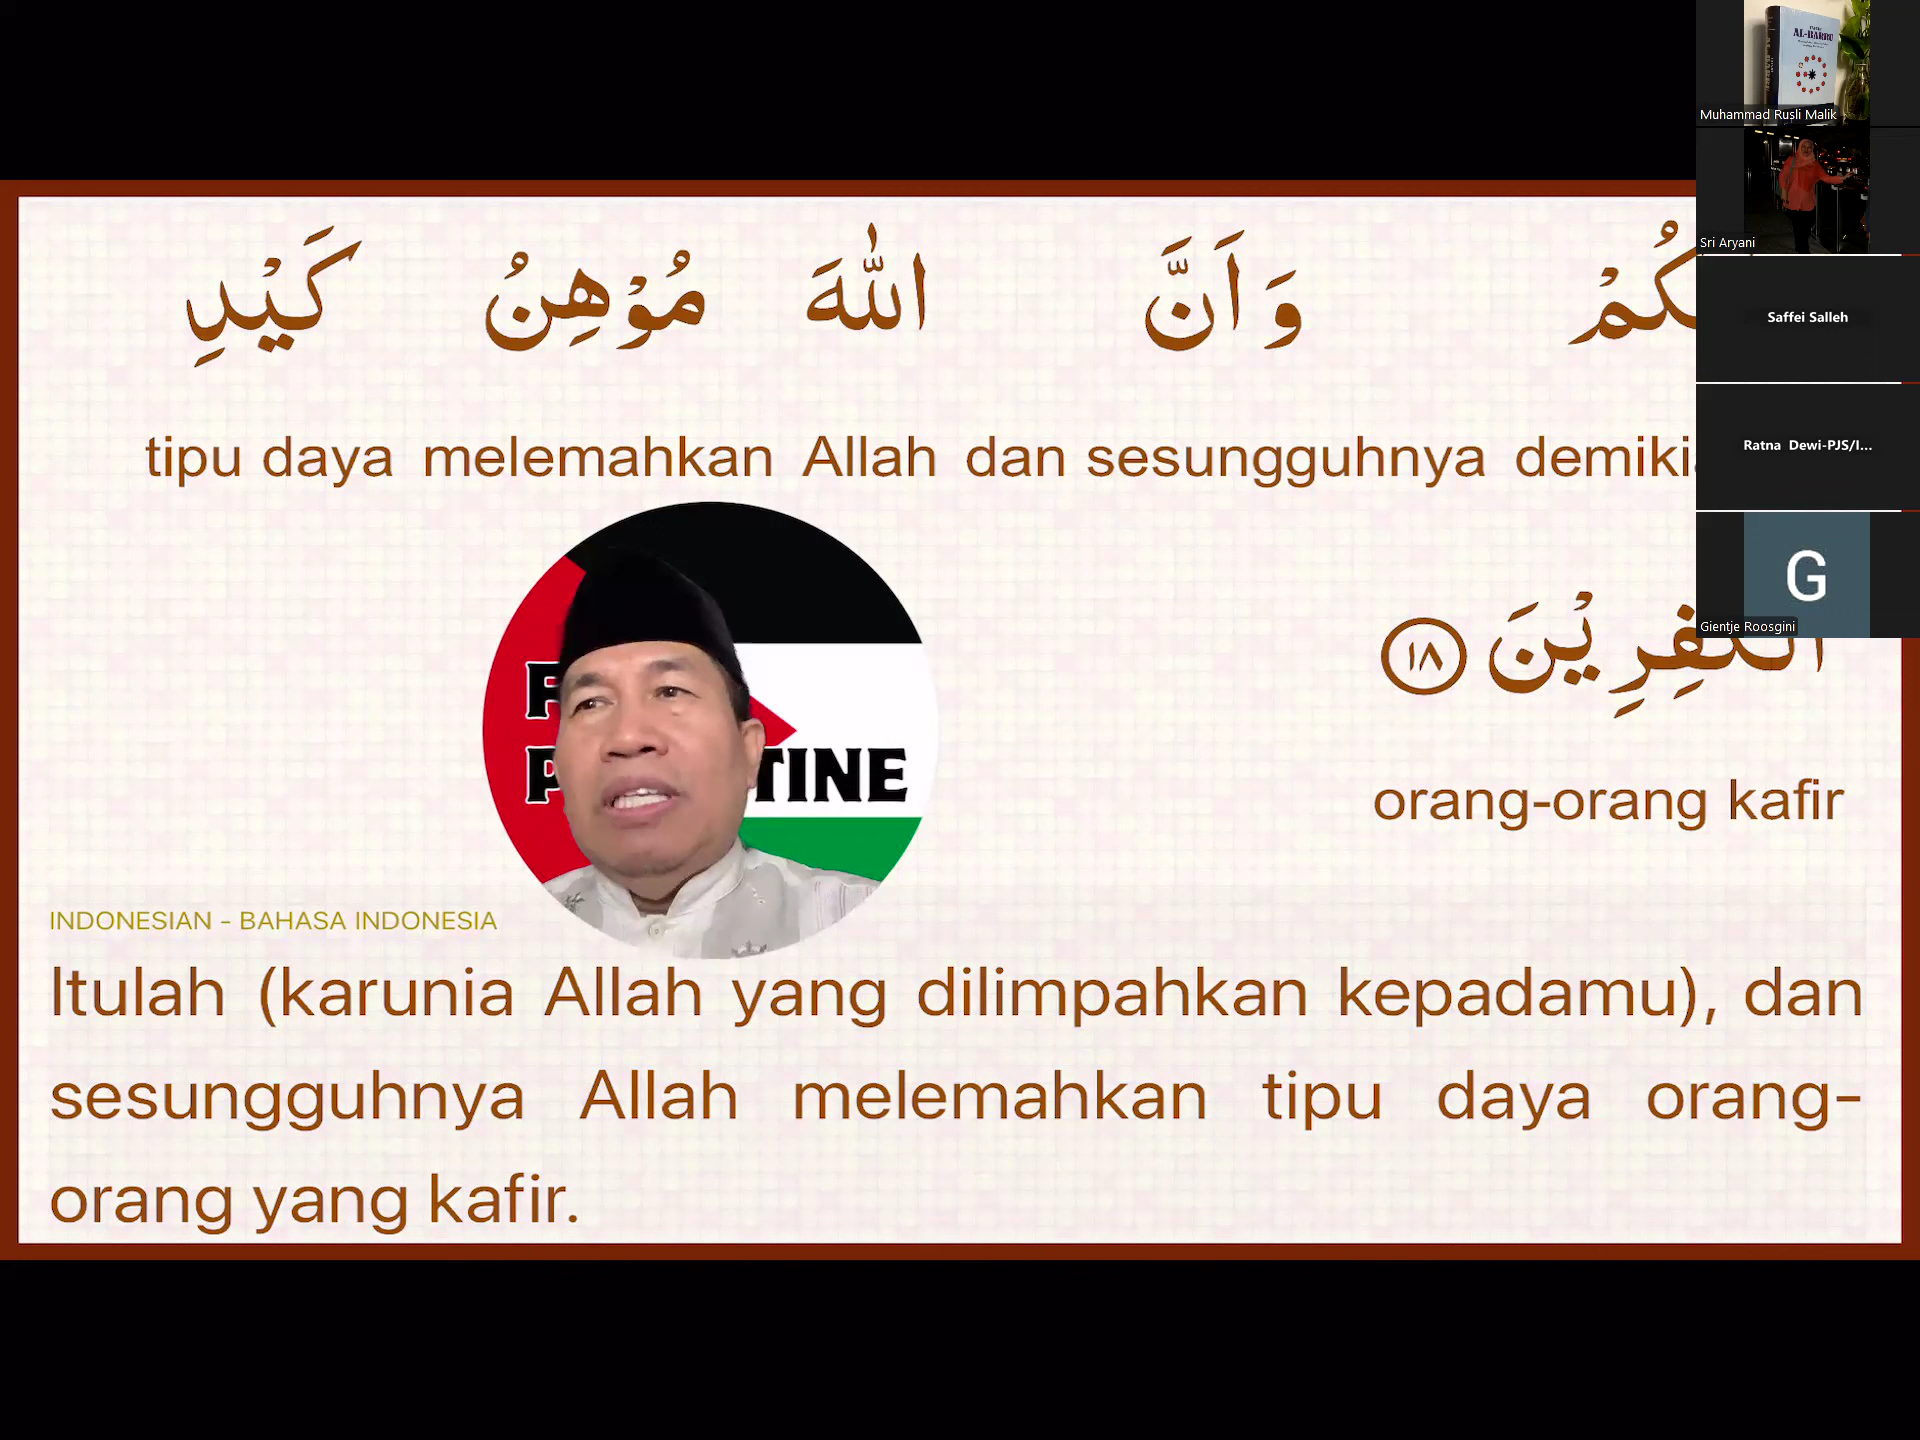 وَاَنَّ اللّٰهَ مُوْهِنُ كَيْدِ
tipu daya melemahkan Allah dan sesungguhnya
TINE
۝١٨
orang-orang kafir
INDONESIAN - BAHASA INDONESIA
Itulah (karunia Allah yang dilimpahkan kepadamu), dan
sesungguhnya Allah melemahkan tipu daya orang-
orang yang kafir.
AL-BARRU
Muhammad Rusli Malik
Sri Aryani
Saffei Salleh
Ratna Dewi-PJS/I...
G
Gientje Roosgini